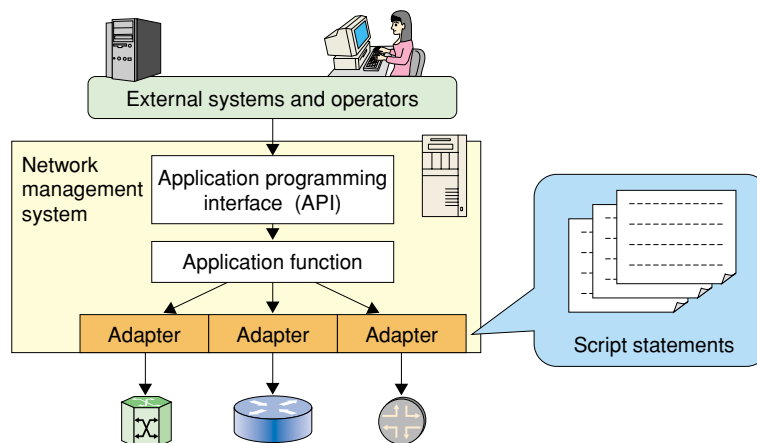 External systems and operators
Network
management
system
Application programming
interface (API)
Application function
Adapter
Adapter
Adapter
Script statements